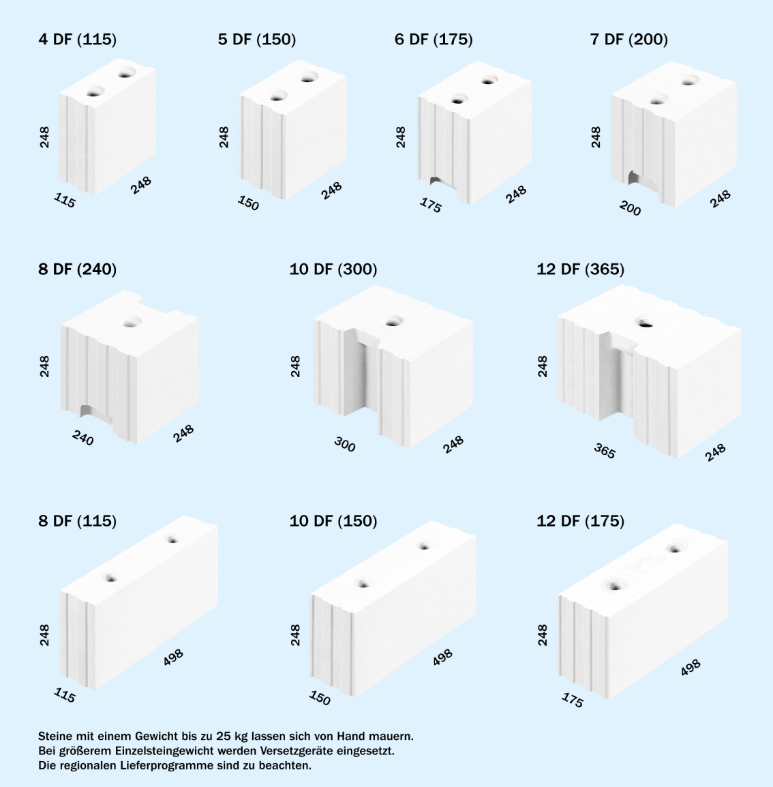 4 DF (115)
5 DF (150)
6 DF (175)
7 DF (200)
248
115
248
248
150
248
248
175
248
248
200
248
8 DF (240)
10 DF (300)
12 DF (365)
248
240
248
248
300
248
248
365
248
8 DF (115)
10 DF (150)
12 DF (175)
248
115
498
248
150
498
248
175
498
Steine mit einem Gewicht bis zu 25 kg lassen sich von Hand mauern.
Bei größerem Einzelsteingewicht werden Versetzgeräte eingesetzt.
Die regionalen Lieferprogramme sind zu beachten.